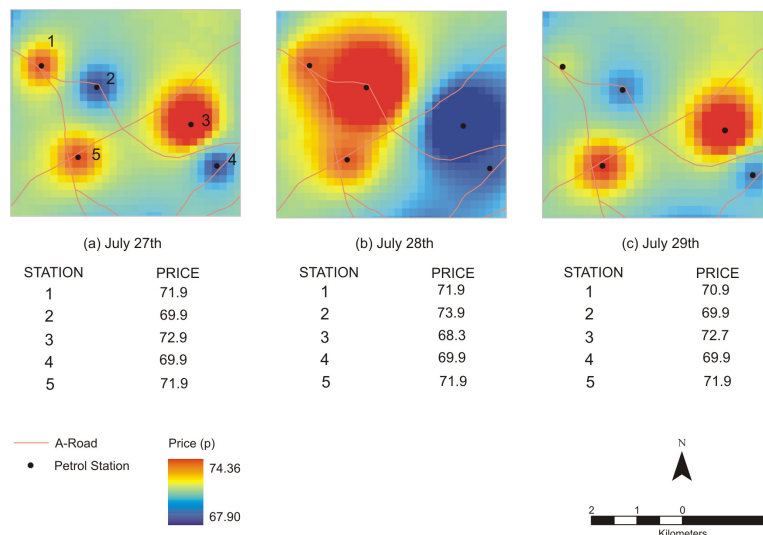 1
2
3
4
5
(a) July 27th
(b) July 28th
(c) July 29th
STATION PRICE
1 71.9
2 69.9
3 72.9
4 69.9
5 71.9
STATION PRICE
1 71.9
2 73.9
3 68.3
4 69.9
5 71.9
STATION PRICE
1 70.9
2 69.9
3 72.7
4 69.9
5 71.9
A-Road
Petrol Station
Price (p)
74.36
67.90
N
2 1 0
Kilometers